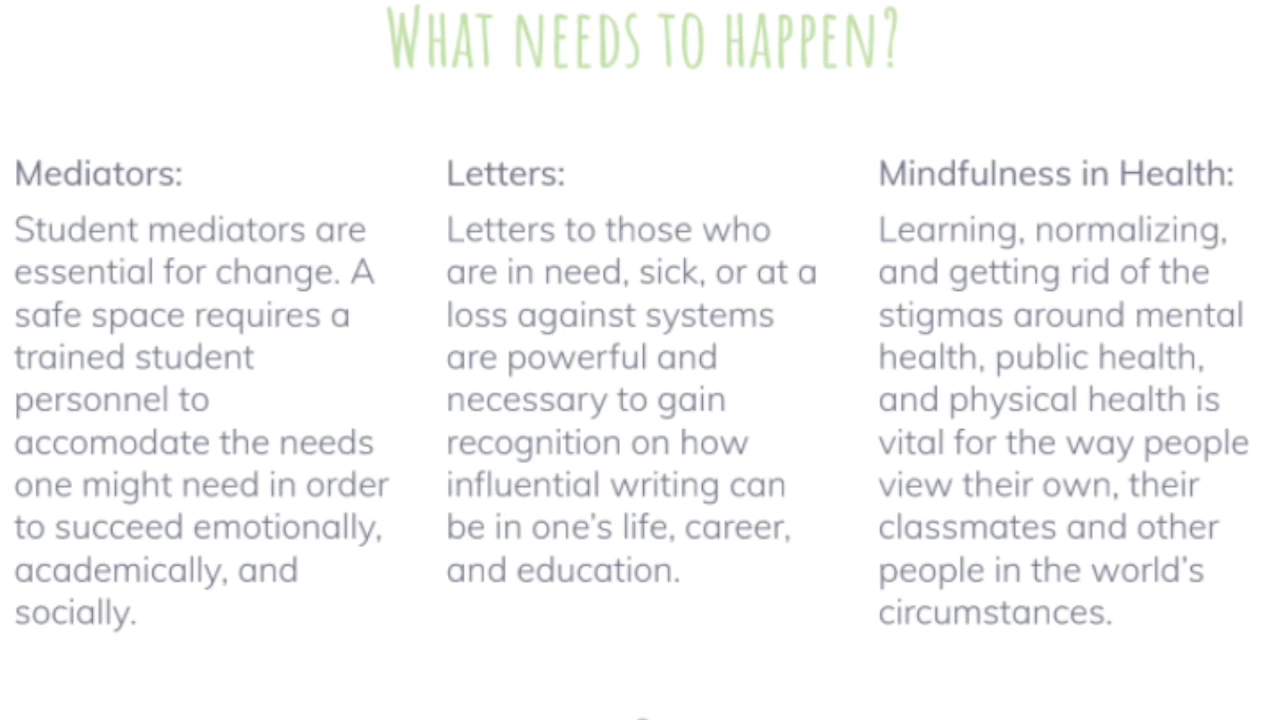 WHAT NEEDS TO HAPPEN?
Mediators:
Student mediators are
essential for change. A
safe space requires a
trained student
personnel to
accomodate the needs
one might need in order
to succeed emotionally,
academically, and
socially.
Letters:
Letters to those who
are in need, sick, or at a
loss against systems
are powerful and
necessary to gain
recognition on how
influential writing can
be in one's life, career,
and education.
Mindfulness in Health:
Learning, normalizing,
and getting rid of the
stigmas around mental
health, public health,
and physical health is
vital for the way people
view their own, their
classmates and other
people in the world's
circumstances.